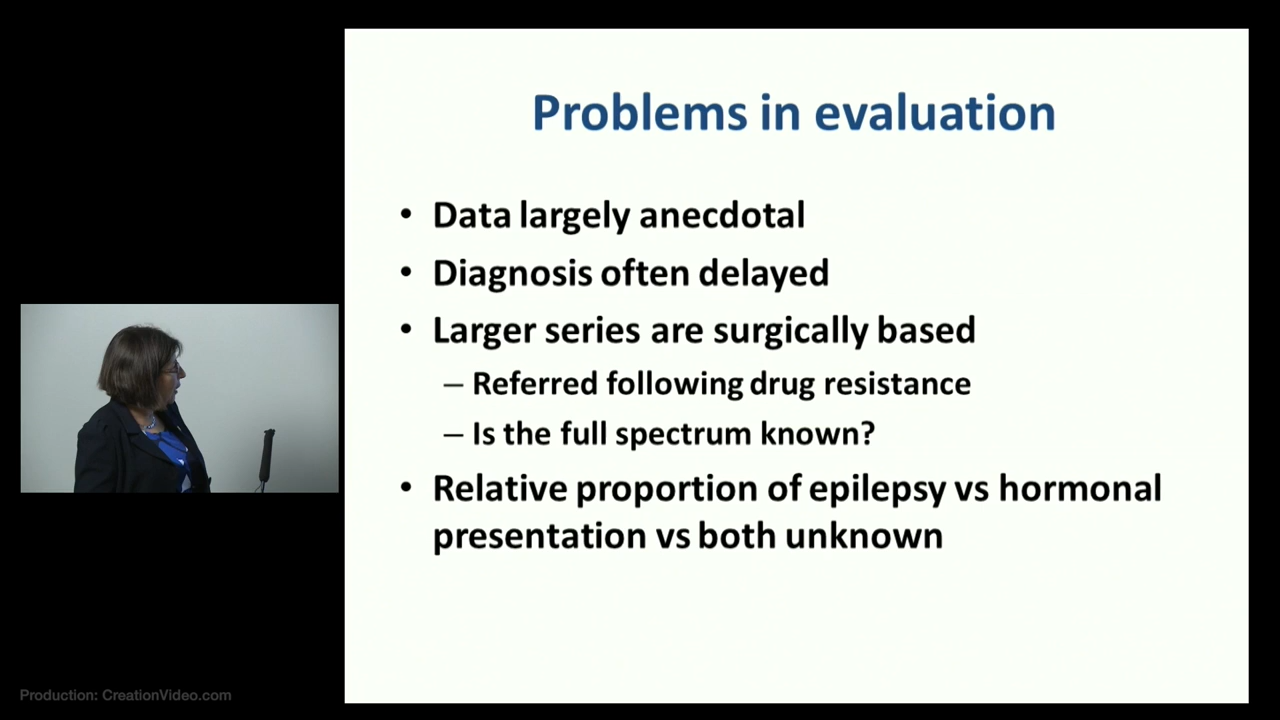 Problems in evaluation
• Data largely anecdotal
• Diagnosis often delayed
• Larger series are surgically based
– Referred following drug resistance
– Is the full spectrum known?
• Relative proportion of epilepsy vs hormonal
presentation vs both unknown
Production: CreationVideo.com